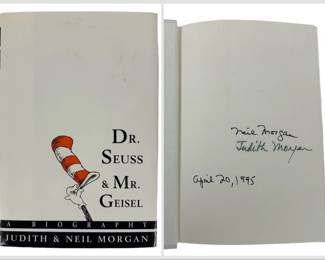 DR.
SEUSS
& MR.
GEISEL
A BIOGRAPHY
JUDITH & NEIL MORGAN
Neil Morgan
Judith Morgan
April 20, 1995